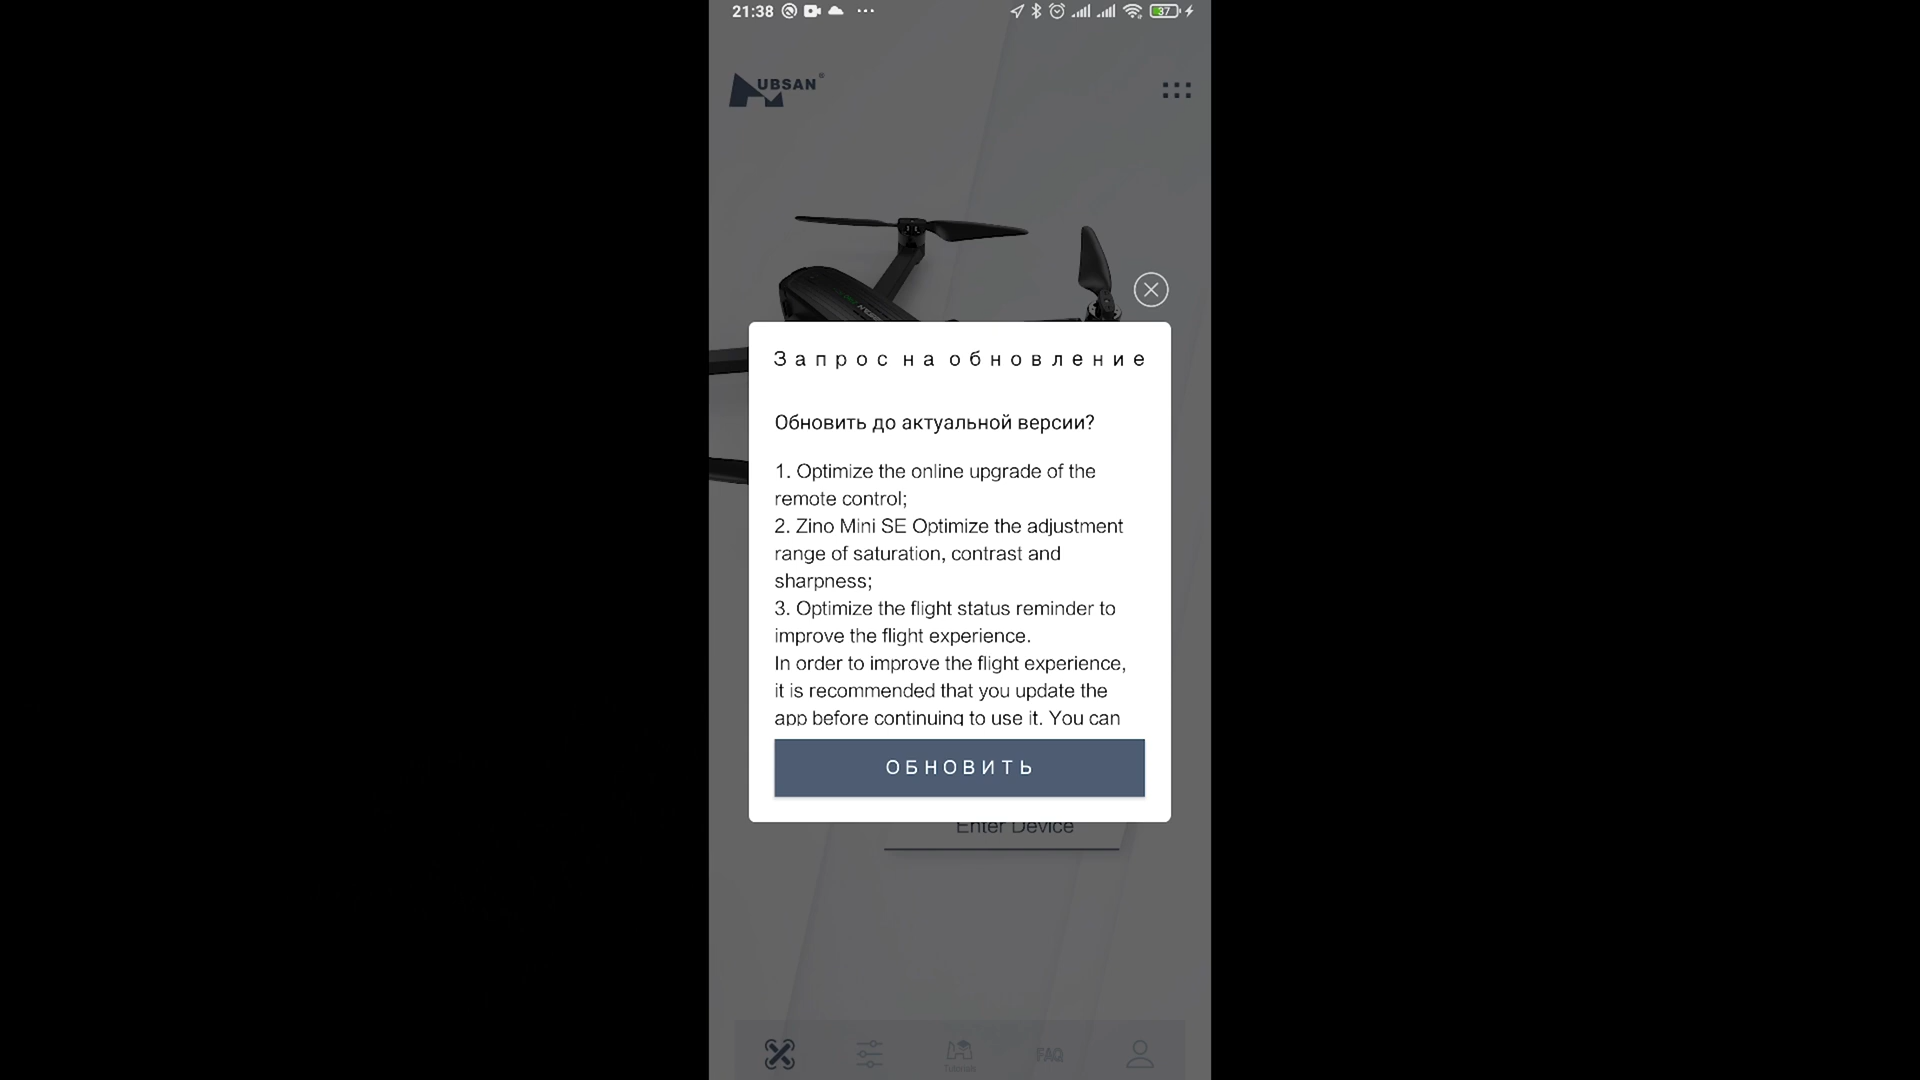 21:38
37
UBSAN®
Запрос на обновление
Обновить до актуальной версии?
1. Optimize the online upgrade of the
remote control;
2. Zino Mini SE Optimize the adjustment
range of saturation, contrast and
sharpness;
3. Optimize the flight status reminder to
improve the flight experience.
In order to improve the flight experience,
it is recommended that you update the
app before continuing to use it. You can
ОБНОВИТЬ
Enter Device
Tutorials
FAQ